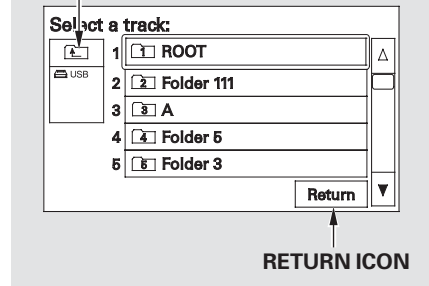 Select a track:
1 1 ROOT
USB
2 2 Folder 111
3 3 A
4 4 Folder 5
5 5 Folder 3
Return
RETURN ICON